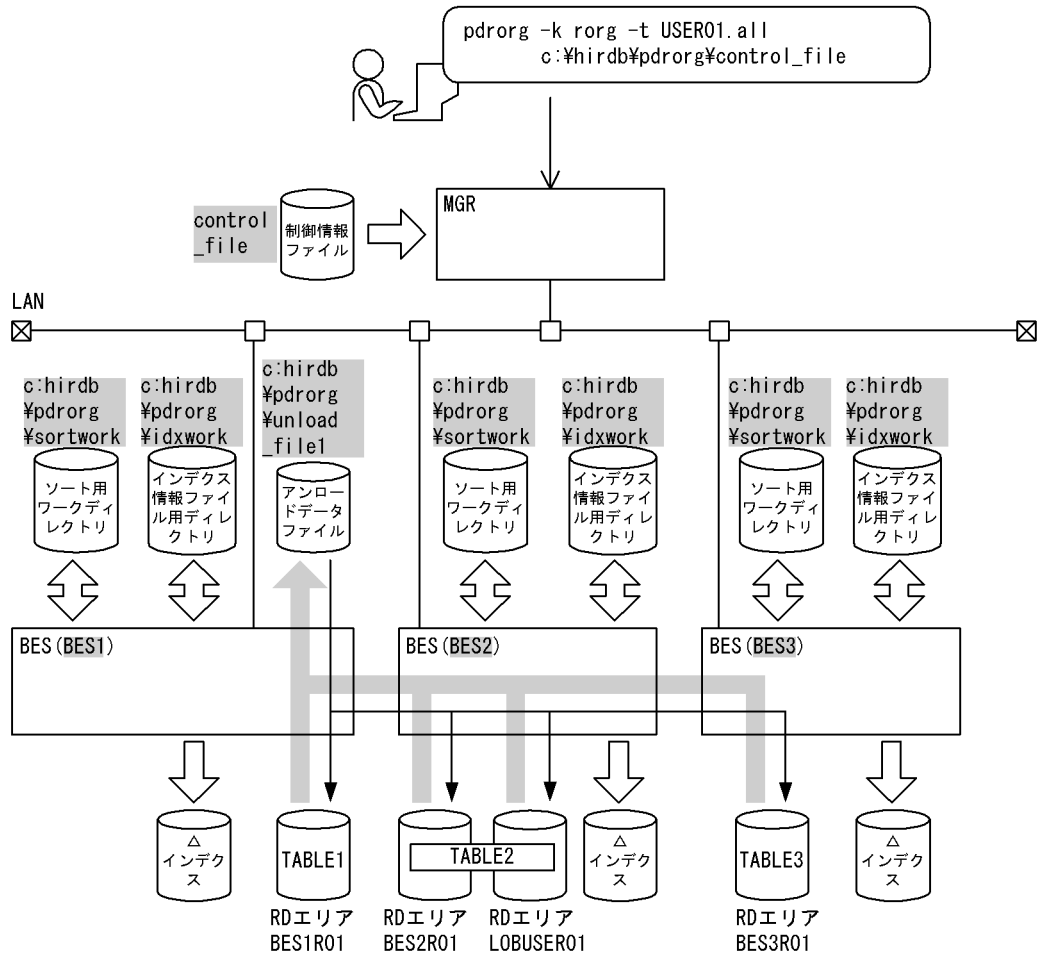 pdrorg -k rorg -t USER01.all
c:¥hirdb¥pdrorg¥control_file
MGR
control
_file
制御情報
ファイル
LAN
c:hirdb
¥pdrorg
¥sortwork
c:hirdb
¥pdrorg
¥idxwork
c:hirdb
¥pdrorg
¥unload
_file1
c:hirdb
¥pdrorg
¥sortwork
c:hirdb
¥pdrorg
¥idxwork
c:hirdb
¥pdrorg
¥sortwork
c:hirdb
¥pdrorg
¥idxwork
ソート用
ワークディ
レクトリ
インデクス
情報ファイ
ル用ディレ
クトリ
アンロー
ドデータ
ファイル
ソート用
ワークディ
レクトリ
インデクス
情報ファイ
ル用ディレ
クトリ
ソート用
ワークディ
レクトリ
インデクス
情報ファイ
ル用ディレ
クトリ
BES(BES1)
BES(BES2)
BES(BES3)
△
インデク
ス
TABLE1
TABLE2
△
インデク
ス
TABLE3
△
インデク
ス
RDエリア
BES1R01
RDエリア
BES2R01
RDエリア
LOBUSER01
RDエリア
BES3R01